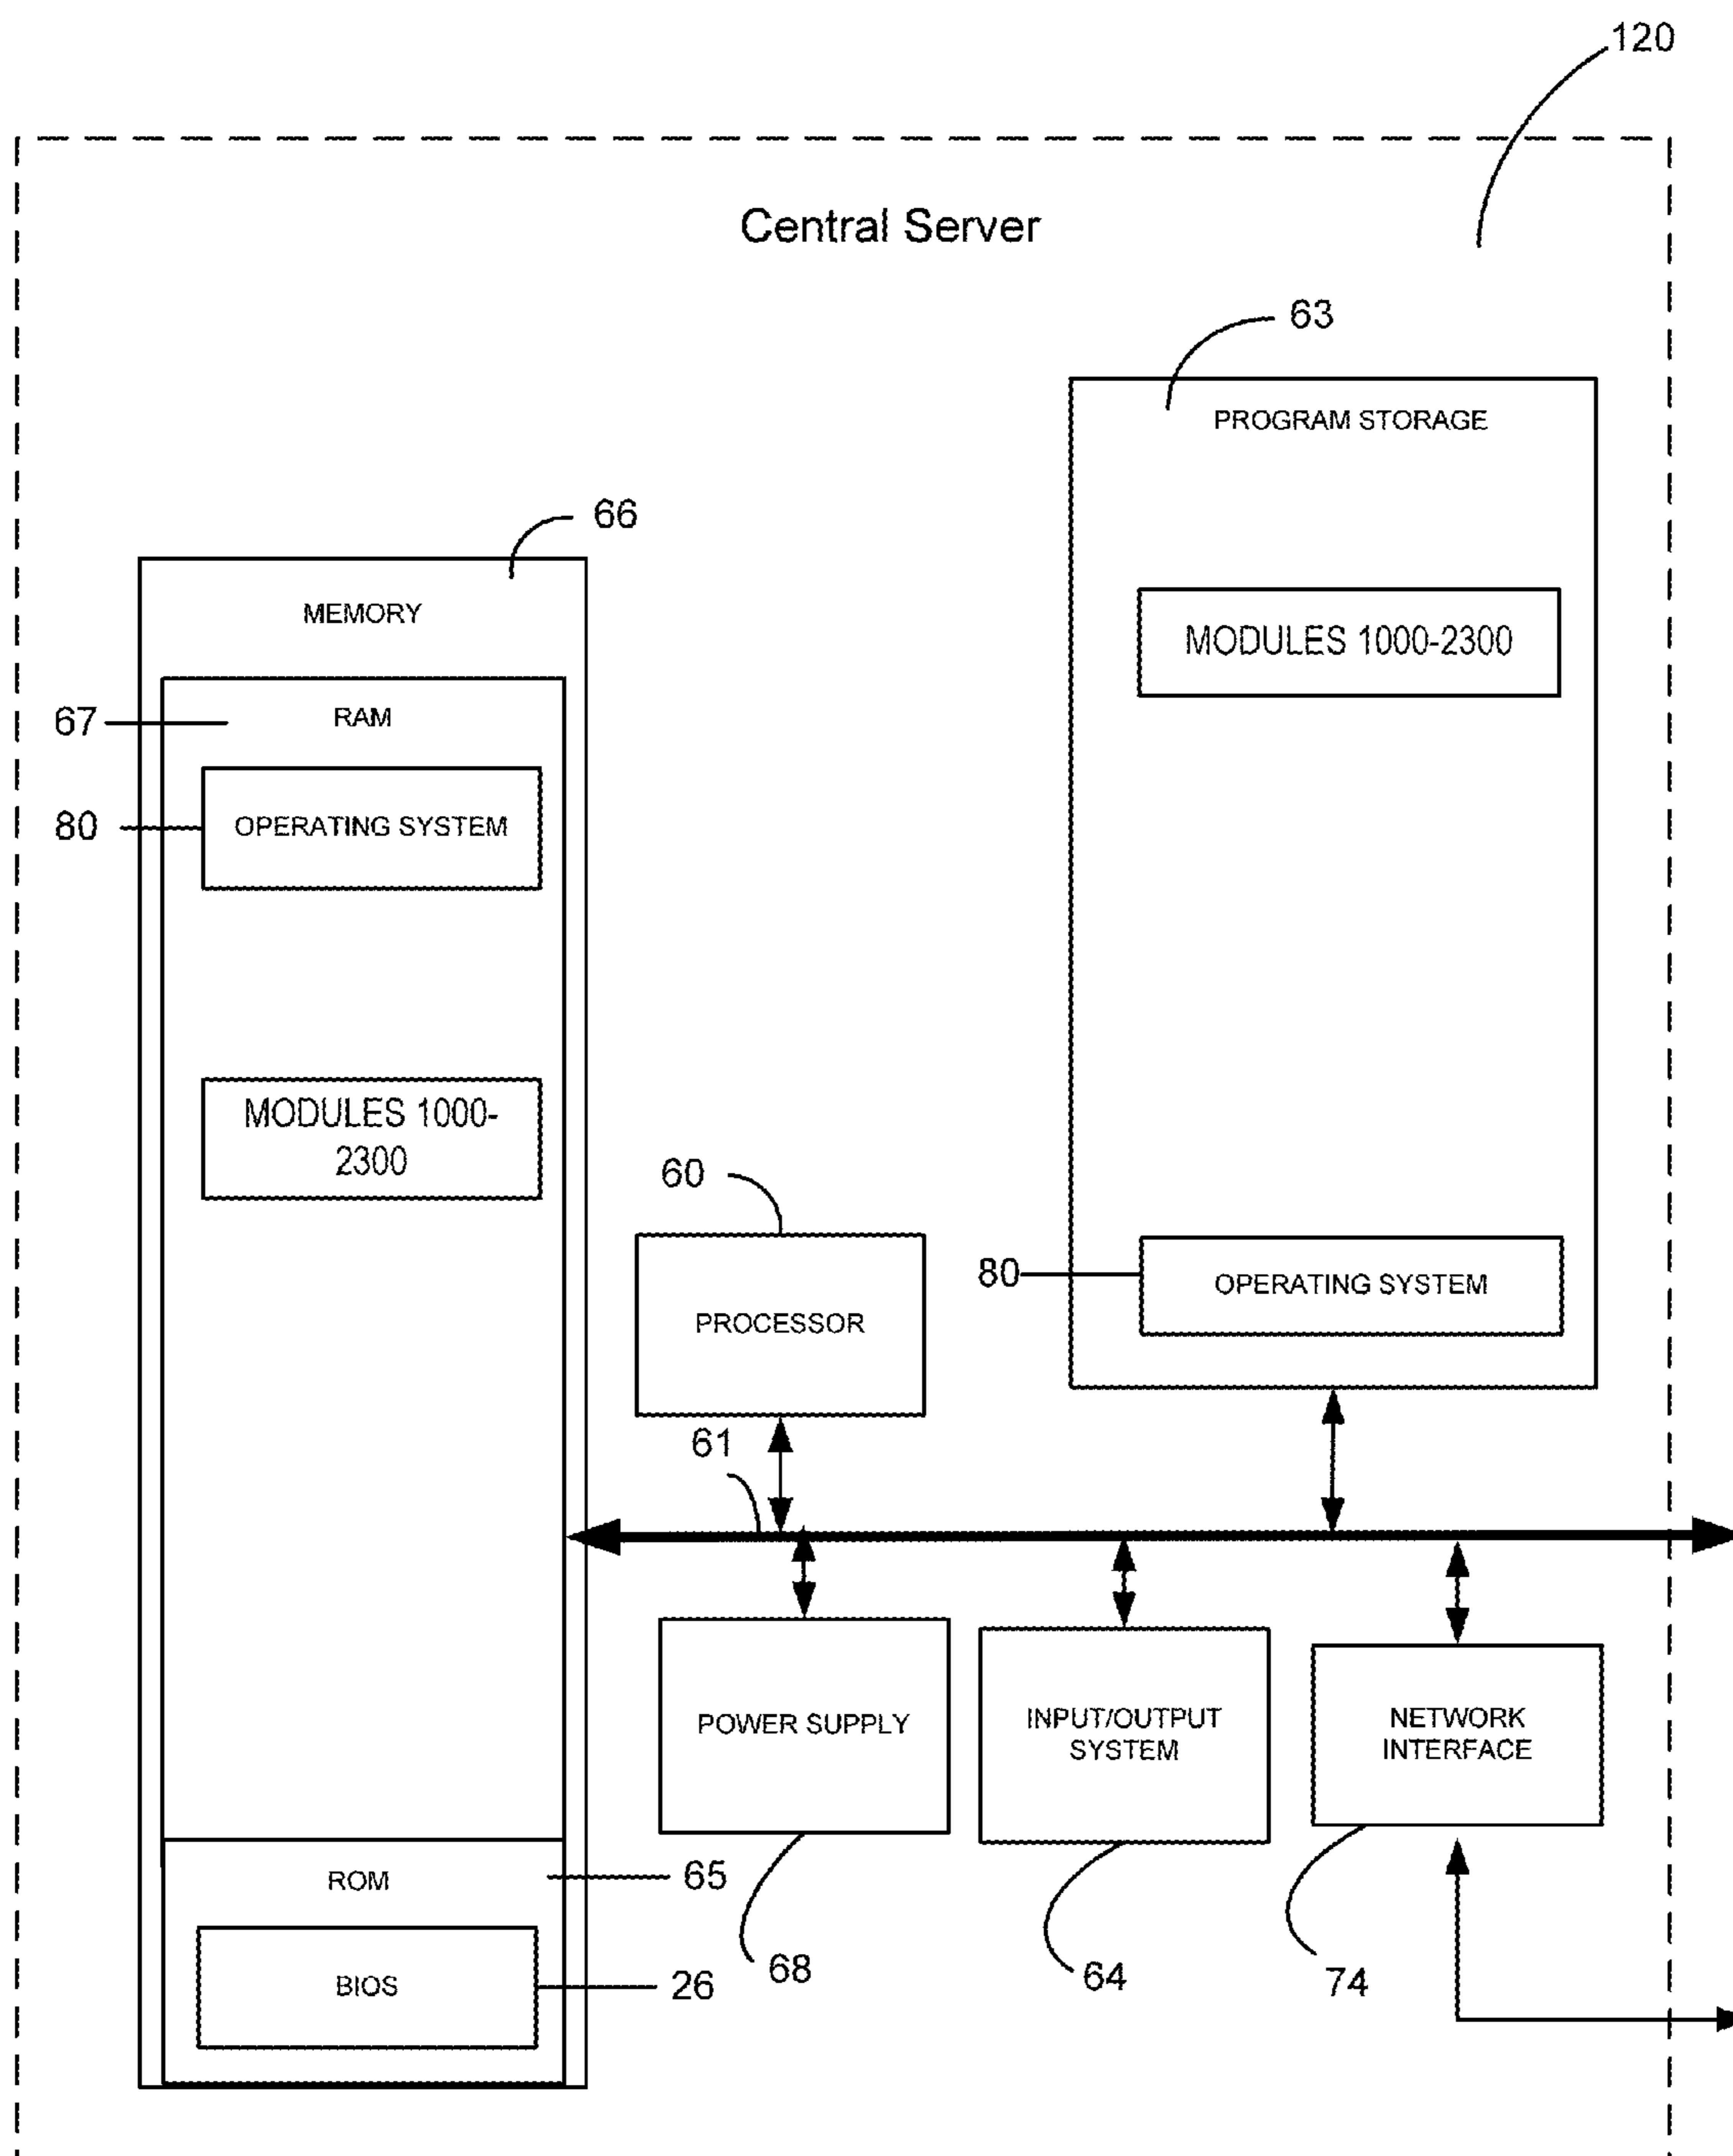 120
Central Server
63
PROGRAM STORAGE
66
MEMORY
MODULES 1000-2300
67
RAM
80
OPERATING SYSTEM
MODULES 1000-
2300
60
80
OPERATING SYSTEM
PROCESSOR
61
POWER SUPPLY
INPUT/OUTPUT
SYSTEM
NETWORK
INTERFACE
ROM
65
68
64
74
BIOS
26